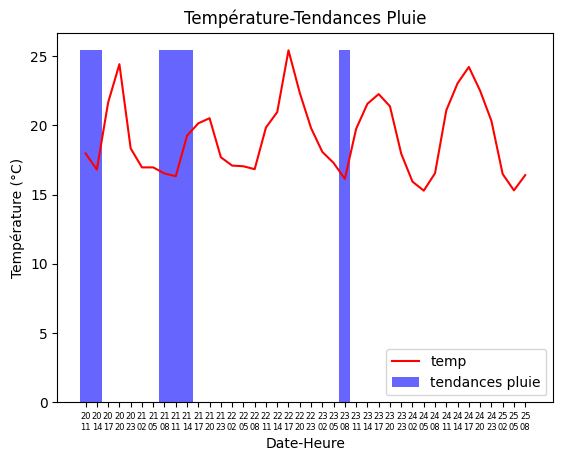 Température-Tendances Pluie
25
20
15
10
5
0
Température (°C)
temp
tendances pluie
20 20 20 20 20 21 21 21 21 21 21 21 21 22 22 22 22 22 22 22 22 23 23 23 23 23 23 23 23 24 24 24 24 24 24 24 24 25 25 25
11 14 17 20 23 02 05 08 11 14 17 20 23 02 05 08 11 14 17 20 23 02 05 08 11 14 17 20 23 02 05 08 11 14 17 20 23 02 05 08
Date-Heure